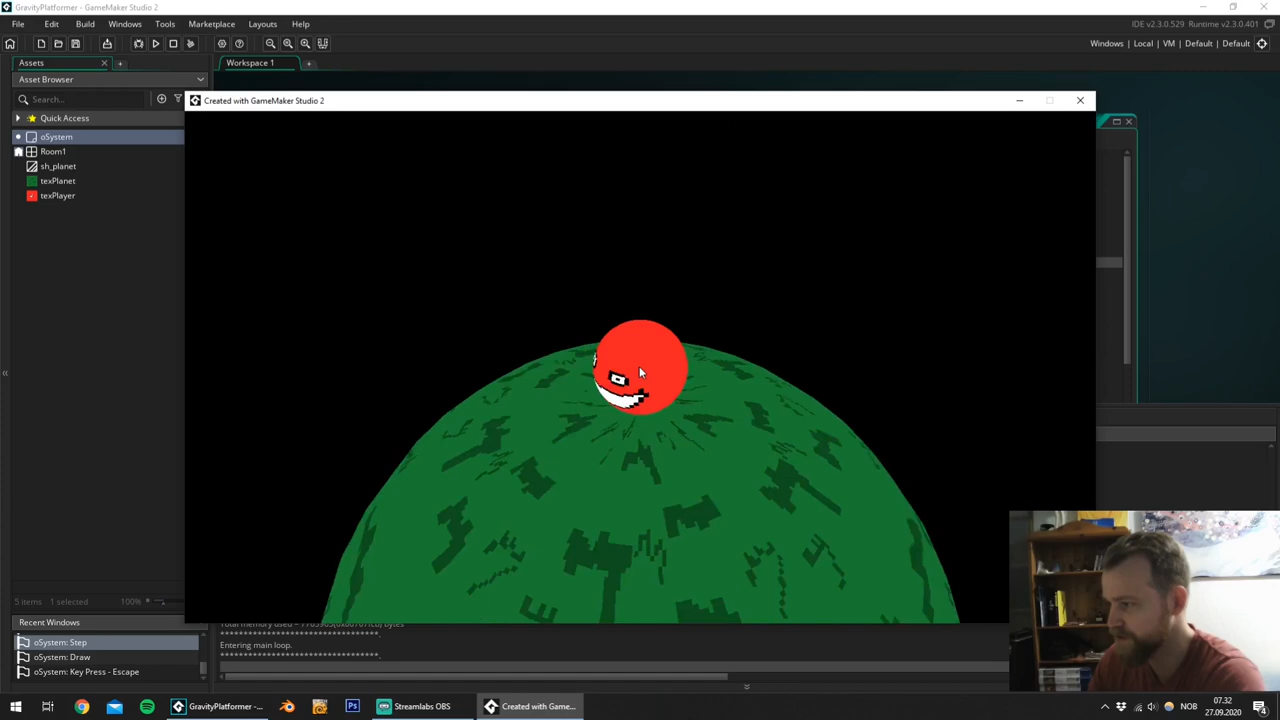 GravityPlatformer - GameMaker Studio 2
File Edit Build Windows Tools Marketplace Layouts Help
IDE v2.3.0.529 Runtime v2.3.0.401
Windows | Local | VM | Default | Default
Assets
Workspace 1
Asset Browser
Search...
Created with GameMaker Studio 2
Quick Access
oSystem
Room1
sh_planet
texPlanet
texPlayer
5 items 1 selected 100%
Recent Windows
oSystem: Step
oSystem: Draw
oSystem: Key Press - Escape
***********************************.
Entering main loop.
***********************************.
GravityPlatformer -...
Streamlabs OBS
Created with Game...
NOR
07.32
27.09.2020